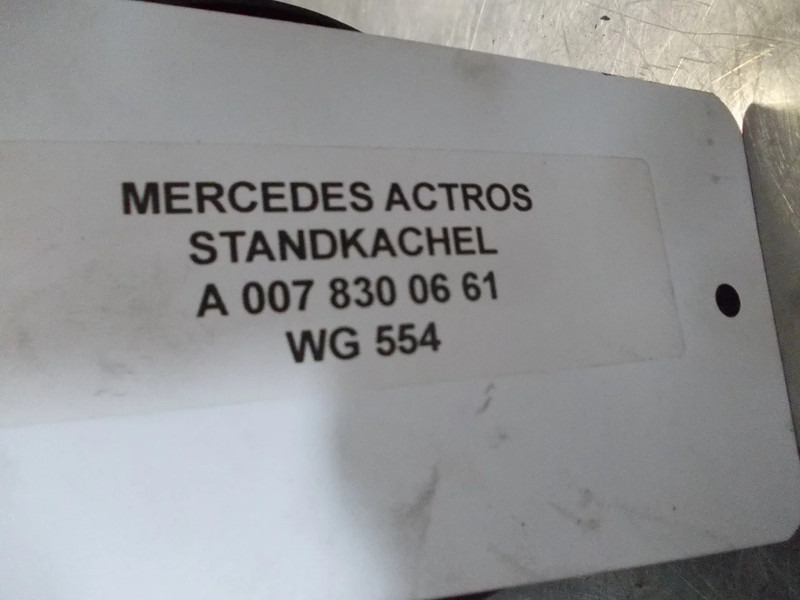 MERCEDES ACTROS
STANDKACHEL
A 007 830 06 61
WG 554